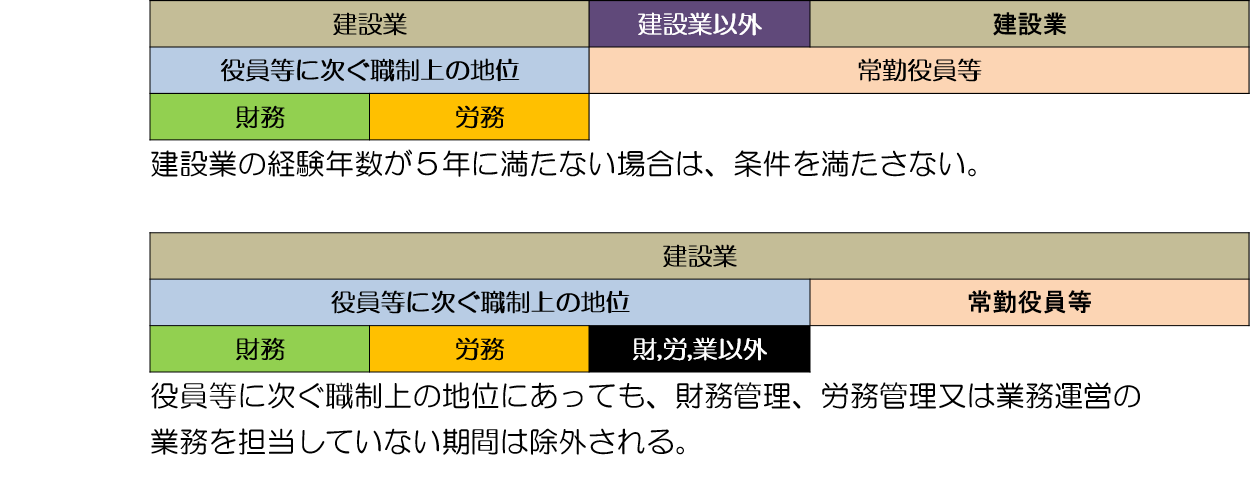 建設業 建設業以外 建設業
役員等に次ぐ職制上の地位 常勤役員等
財務 労務
建設業の経験年数が５年に満たない場合は、条件を満たさない。
建設業
役員等に次ぐ職制上の地位 常勤役員等
財務 労務 財,労,業以外
役員等に次ぐ職制上の地位にあっても、財務管理、労務管理又は業務運営の
業務を担当していない期間は除外される。